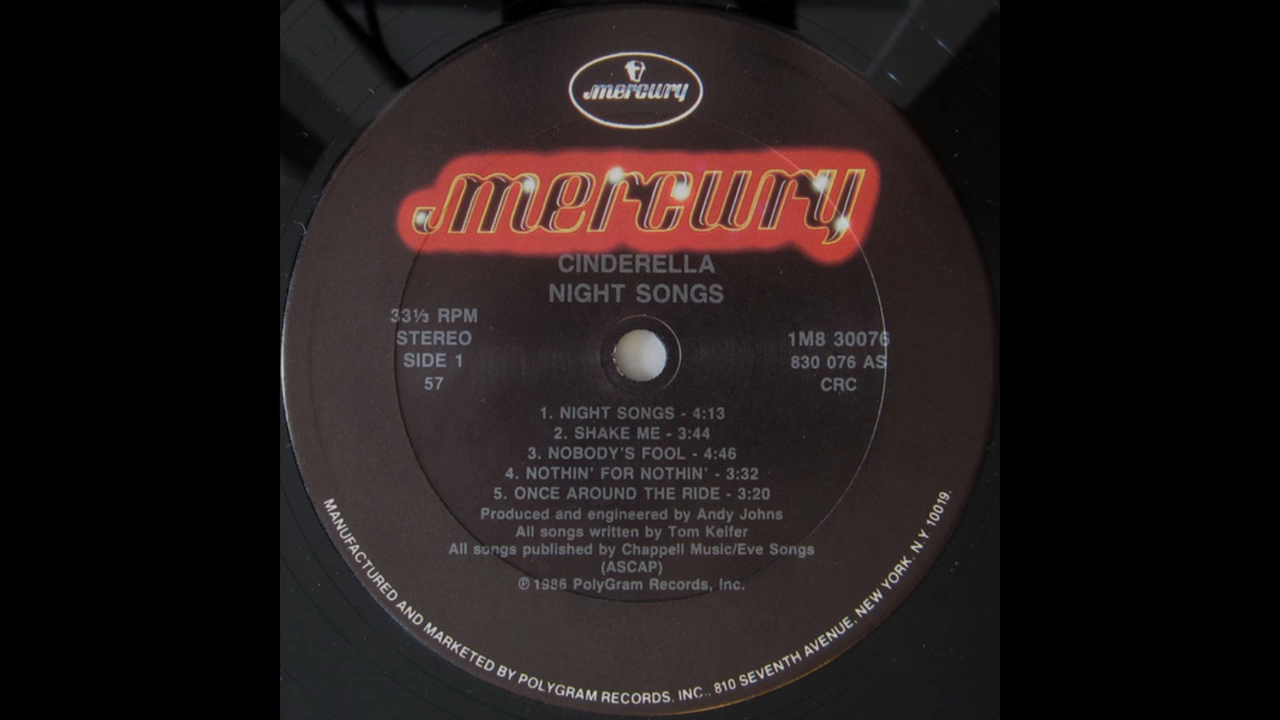 mercury
mercury
CINDERELLA
NIGHT SONGS
33⅓ RPM
STEREO
SIDE 1
57
1M8 30076
830 076 AS
CRC
1. NIGHT SONGS - 4:13
2. SHAKE ME - 3:44
3. NOBODY'S FOOL - 4:46
4. NOTHIN' FOR NOTHIN' - 3:32
5. ONCE AROUND THE RIDE - 3:20
Produced and engineered by Andy Johns
All songs written by Tom Keifer
All songs published by Chappell Music/Eve Songs
(ASCAP)
℗ 1986 PolyGram Records, Inc.
MANUFACTURED AND MARKETED BY POLYGRAM RECORDS, INC., 810 SEVENTH AVENUE, NEW YORK, N Y 10019.